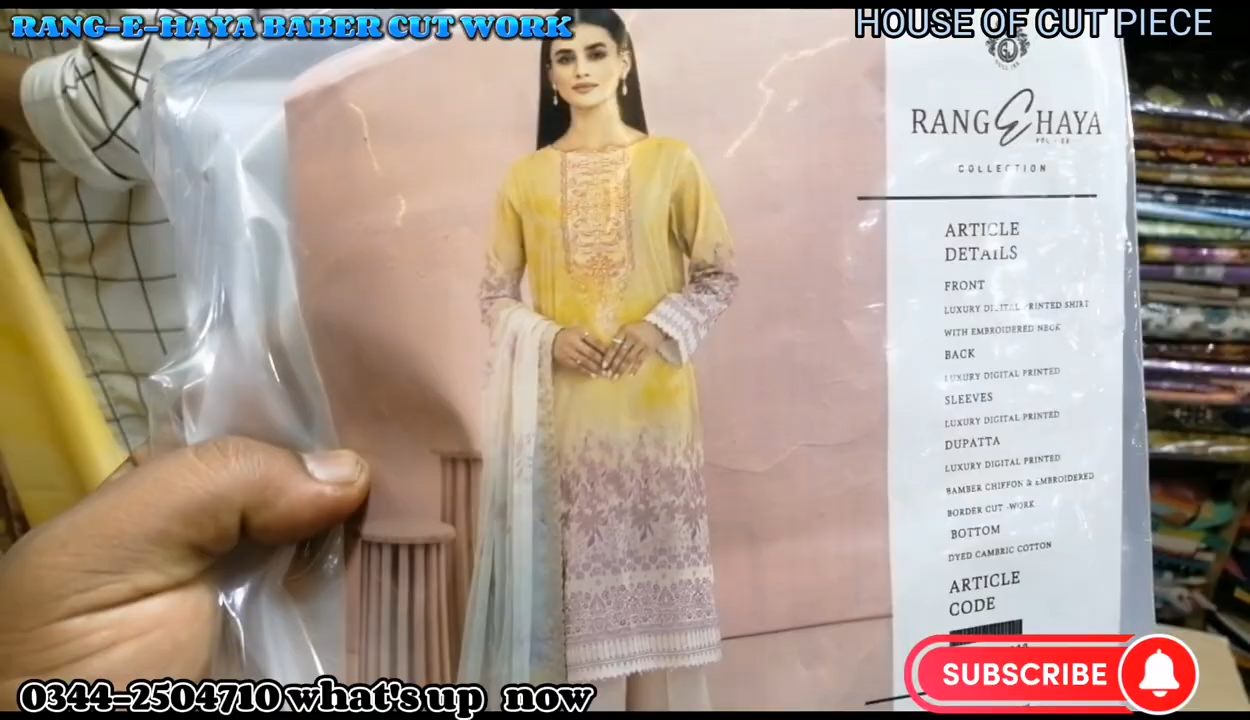 RANG-E-HAYA BABER CUT WORK
HOUSE OF CUT PIECE
RANG E HAYA
COLLECTION
ARTICLE
DETAILS
FRONT
LUXURY DIGITAL PRINTED SHIRT
WITH EMBROIDERED NECK
BACK
LUXURY DIGITAL PRINTED
SLEEVES
LUXURY DIGITAL PRINTED
DUPATTA
LUXURY DIGITAL PRINTED
BAMBER CHIFFON & EMBROIDERED
BORDER CUT -WORK
BOTTOM
DYED CAMBRIC COTTON
ARTICLE
CODE
SUBSCRIBE
0344-2504710 what's up now